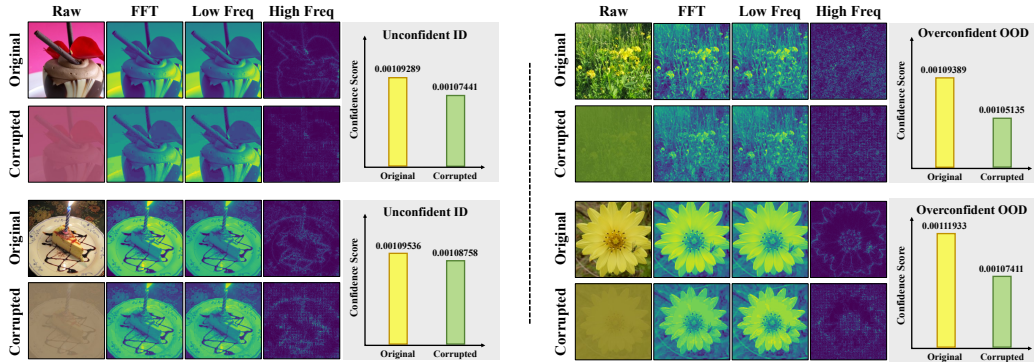 Raw FFT Low Freq High Freq
Original
Corrupted
Unconfident ID
Confidence Score
0.00109289
0.00107441
Original Corrupted
Original
Corrupted
Unconfident ID
Confidence Score
0.00109536
0.00108758
Original Corrupted
Raw FFT Low Freq High Freq
Original
Corrupted
Overconfident OOD
Confidence Score
0.00109389
0.00105135
Original Corrupted
Original
Corrupted
Overconfident OOD
Confidence Score
0.00111933
0.00107411
Original Corrupted